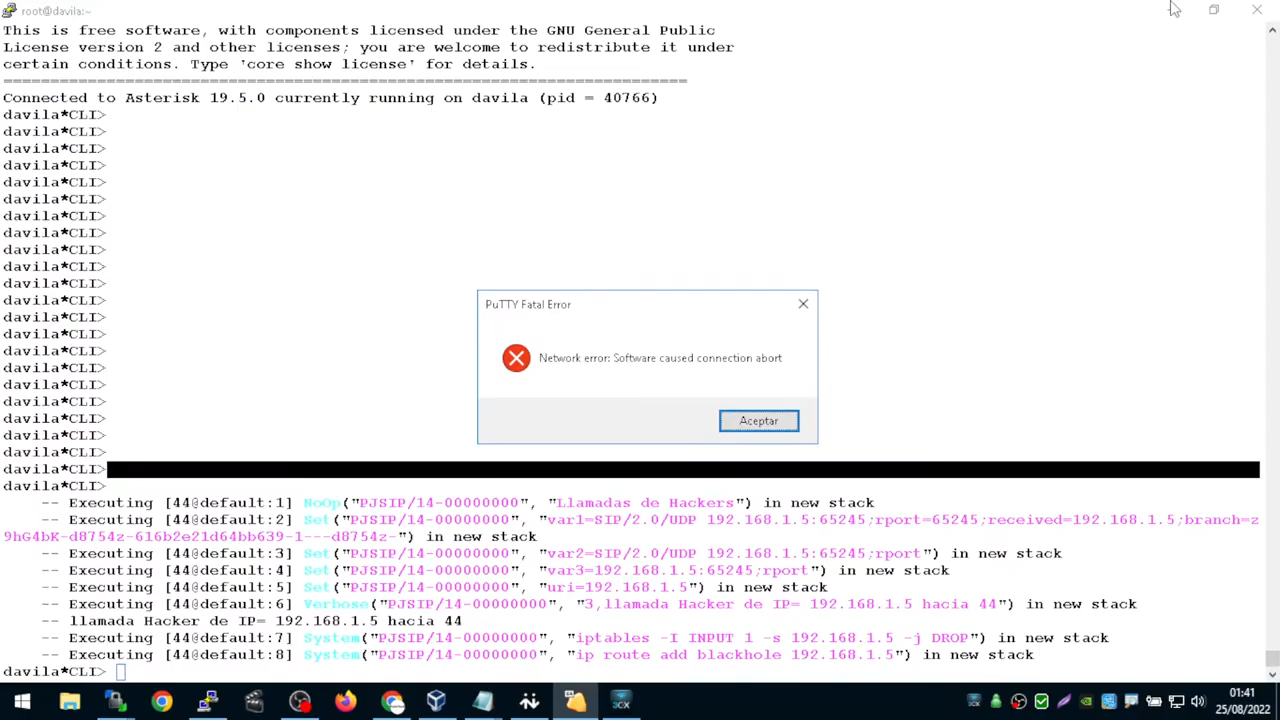 root@davila:~
This is free software, with components licensed under the GNU General Public
License version 2 and other licenses; you are welcome to redistribute it under
certain conditions. Type 'core show license' for details.
=========================================================================
Connected to Asterisk 19.5.0 currently running on davila (pid = 40766)
davila*CLI>
davila*CLI>
davila*CLI>
davila*CLI>
davila*CLI>
davila*CLI>
davila*CLI>
davila*CLI>
davila*CLI>
davila*CLI>
davila*CLI>
davila*CLI>
PuTTY Fatal Error
davila*CLI>
davila*CLI>
davila*CLI>
Network error: Software caused connection abort
davila*CLI>
davila*CLI>
davila*CLI>
davila*CLI>
Aceptar
davila*CLI>
davila*CLI>
davila*CLI>
davila*CLI>
-- Executing [44@default:1] NoOp("PJSIP/14-00000000", "Llamadas de Hackers") in new stack
-- Executing [44@default:2] Set("PJSIP/14-00000000", "var1=SIP/2.0/UDP 192.168.1.5:65245;rport=65245;received=192.168.1.5;branch=z
9hG4bK-d8754z-616b2e21d64bb639-1---d8754z-") in new stack
-- Executing [44@default:3] Set("PJSIP/14-00000000", "var2=SIP/2.0/UDP 192.168.1.5:65245;rport") in new stack
-- Executing [44@default:4] Set("PJSIP/14-00000000", "var3=192.168.1.5:65245;rport") in new stack
-- Executing [44@default:5] Set("PJSIP/14-00000000", "uri=192.168.1.5") in new stack
-- Executing [44@default:6] Verbose("PJSIP/14-00000000", "3,llamada Hacker de IP= 192.168.1.5 hacia 44") in new stack
-- llamada Hacker de IP= 192.168.1.5 hacia 44
-- Executing [44@default:7] System("PJSIP/14-00000000", "iptables -I INPUT 1 -s 192.168.1.5 -j DROP") in new stack
-- Executing [44@default:8] System("PJSIP/14-00000000", "ip route add blackhole 192.168.1.5") in new stack
davila*CLI>
3CX
01:41
25/08/2022